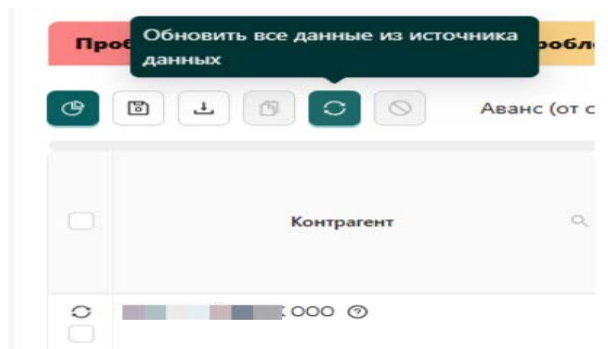 Обновить все данные из источника
данных
Аванс (от с
Контрагент
ООО